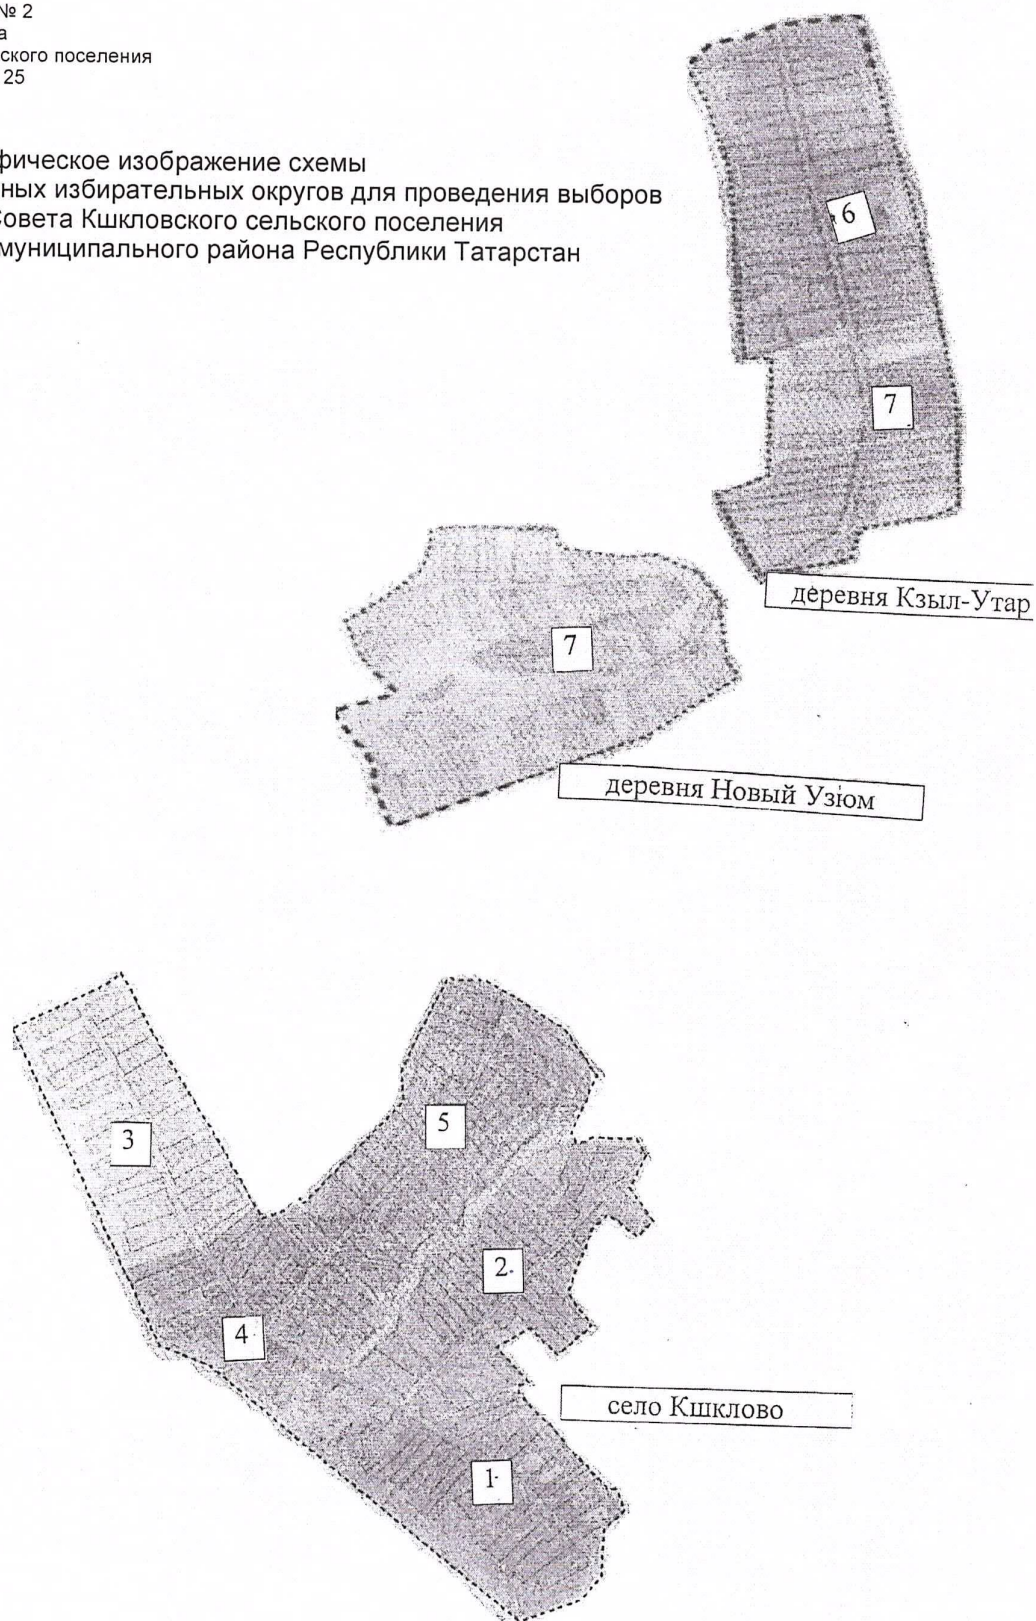 № 2
а
ского поселения
25
фическое изображение схемы
ных избирательных округов для проведения выборов
Совета Кшкловского сельского поселения
муниципального района Республики Татарстан
6
7
деревня Кзыл-Утар
7
деревня Новый Узюм
3
5
2
4
село Кшклово
1